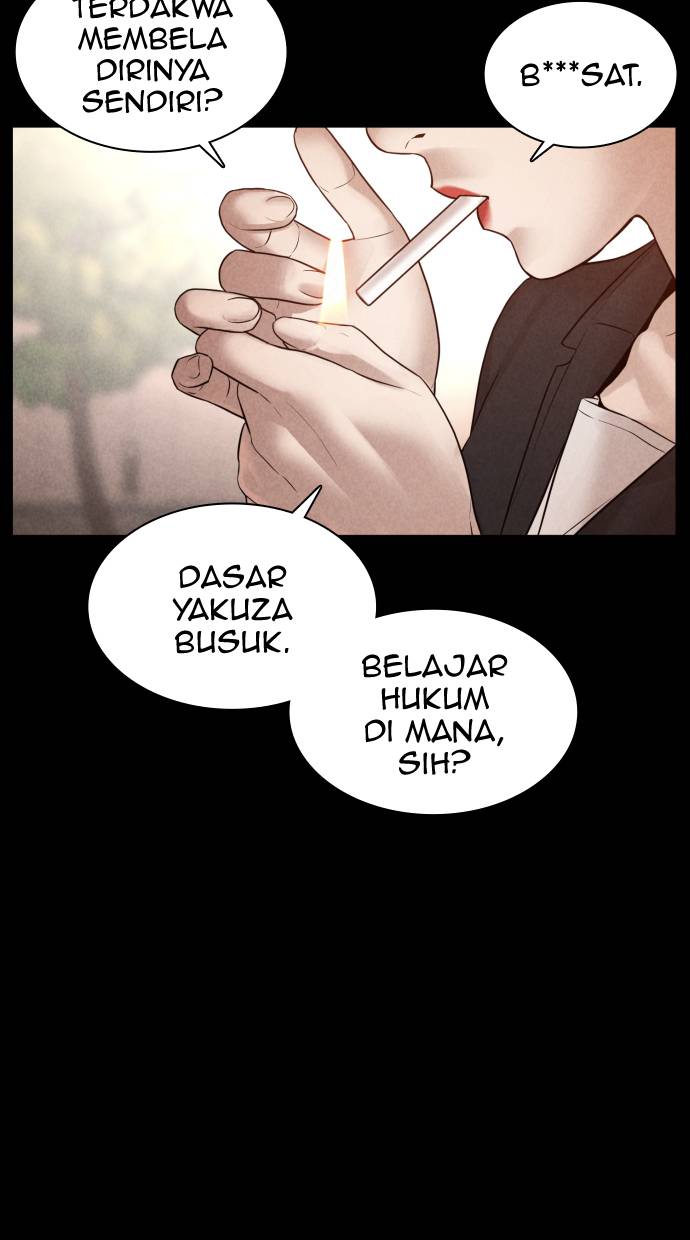 TERDAKWA
MEMBELA
DIRINYA
SENDIRI?
B***SAT.
DASAR
YAKUZA
BUSUK.
BELAJAR
HUKUM
DI MANA,
SIH?